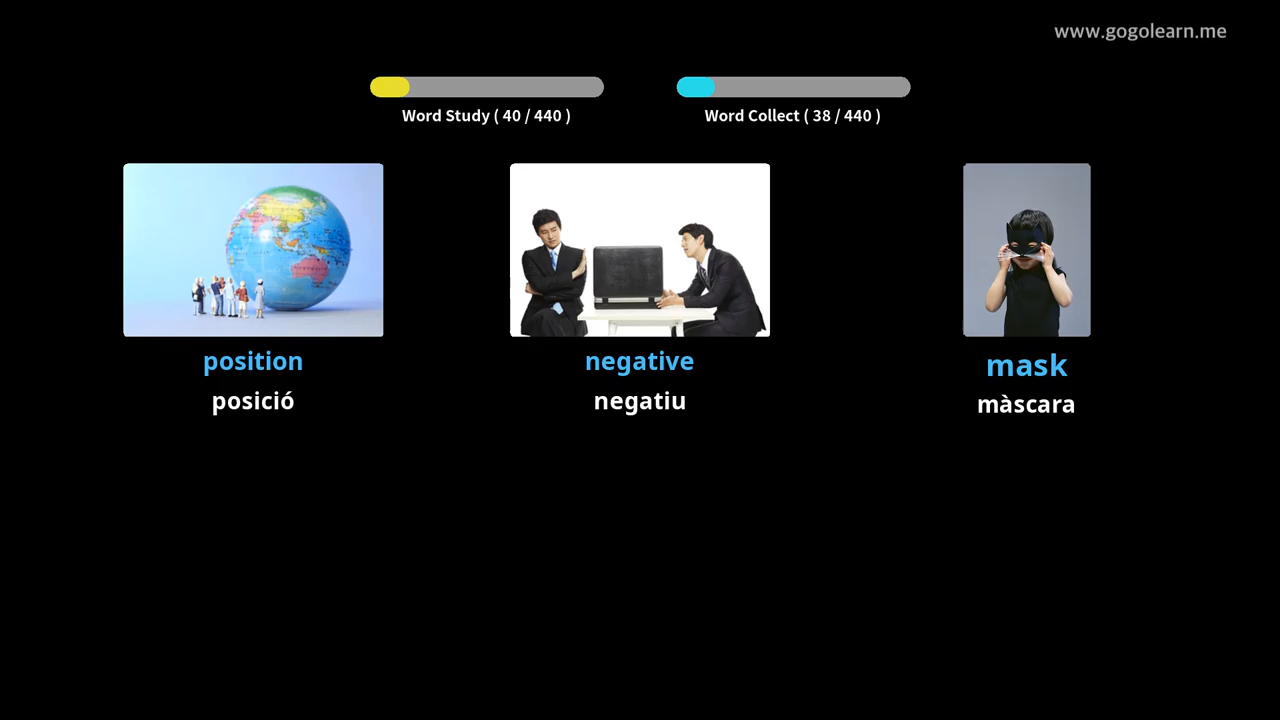 www.gogolearn.me
Word Study ( 40 / 440 )
Word Collect ( 38 / 440 )
position
posició
negative
negatiu
mask
màscara